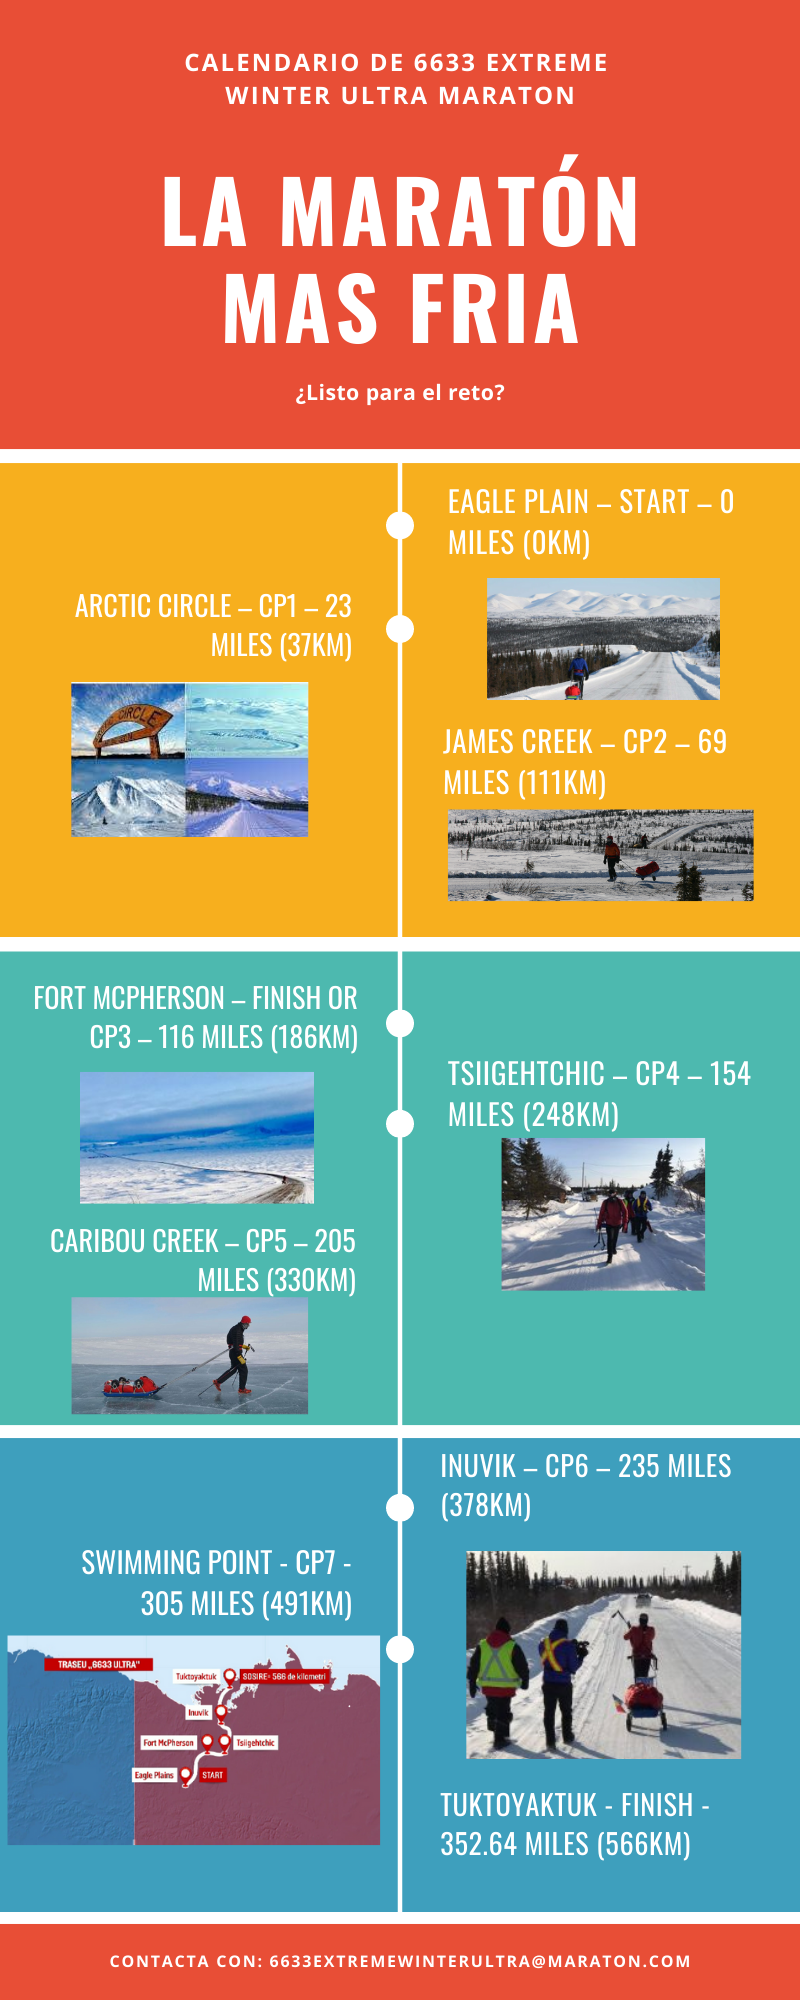 CALENDARIO DE 6633 EXTREME
WINTER ULTRA MARATON
LA MARATÓN
MAS FRIA
¿Listo para el reto?
EAGLE PLAIN – START – 0
MILES (0KM)
ARCTIC CIRCLE – CP1 – 23
MILES (37KM)
CIRCLE
JAMES CREEK – CP2 – 69
MILES (111KM)
FORT MCPHERSON – FINISH OR
CP3 – 116 MILES (186KM)
TSIIGEHTCHIC – CP4 – 154
MILES (248KM)
CARIBOU CREEK – CP5 – 205
MILES (330KM)
INUVIK – CP6 – 235 MILES
(378KM)
SWIMMING POINT - CP7 -
305 MILES (491KM)
TRASEU „6633 ULTRA"
Tuktoyaktuk
SOSIRE- 566 de kilometri
Inuvik
Fort McPherson
Tsiigehtchic
Eagle Plains
START
TUKTOYAKTUK - FINISH -
352.64 MILES (566KM)
CONTACTA CON: 6633EXTREMEWINTERULTRA@MARATON.COM